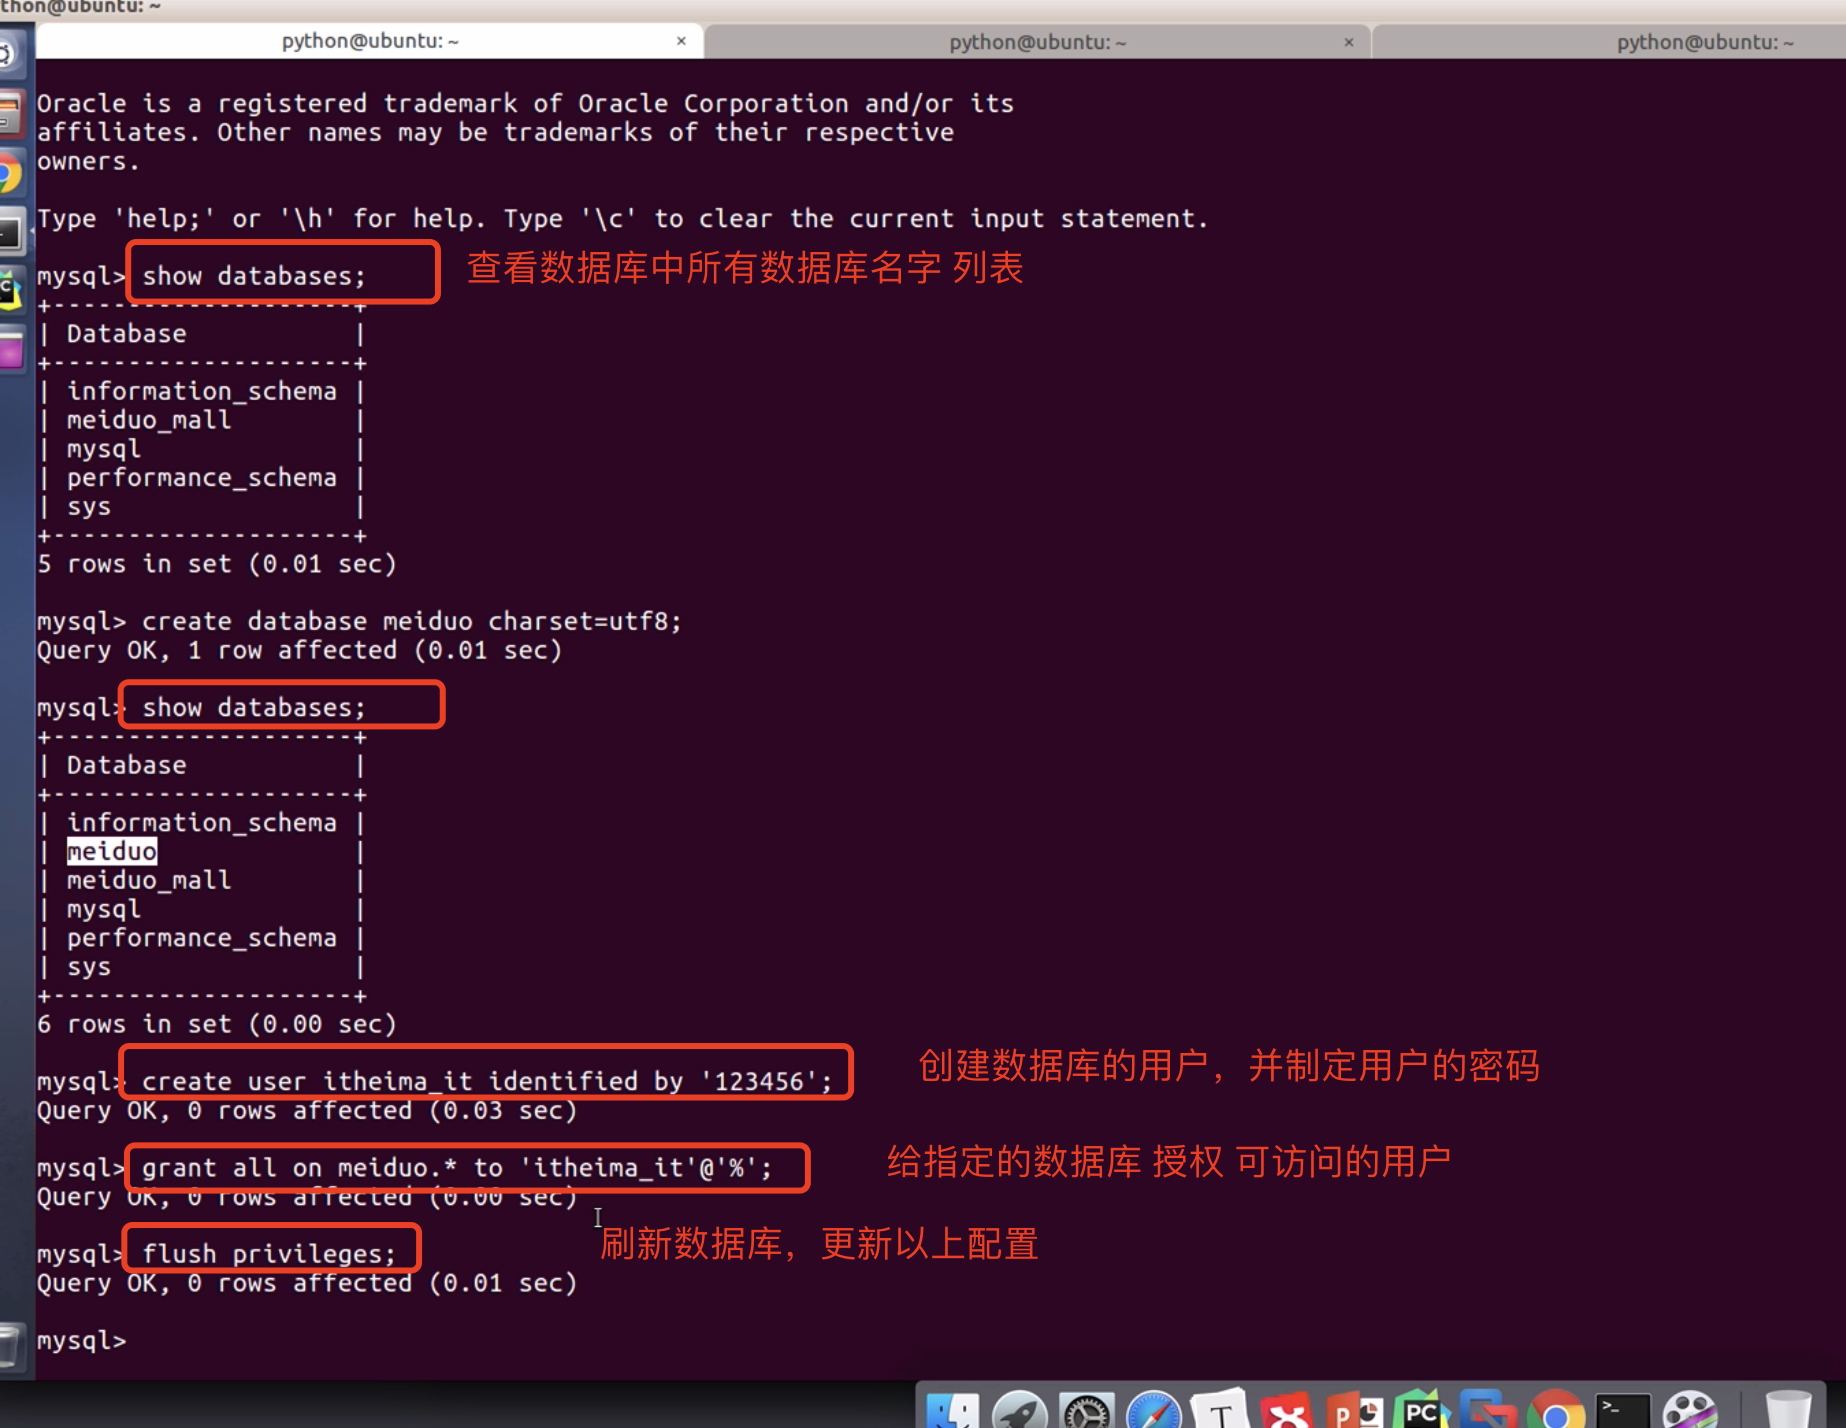 thon@ubuntu: ~
python@ubuntu: ~ × python@ubuntu: ~ × python@ubuntu: ~
Oracle is a registered trademark of Oracle Corporation and/or its
affiliates. Other names may be trademarks of their respective
owners.
Type 'help;' or '\h' for help. Type '\c' to clear the current input statement.
mysql> show databases; 查看数据库中所有数据库名字 列表
+--------------------+
| Database           |
+--------------------+
| information_schema |
| meiduo_mall        |
| mysql              |
| performance_schema |
| sys                |
+--------------------+
5 rows in set (0.01 sec)
mysql> create database meiduo charset=utf8;
Query OK, 1 row affected (0.01 sec)
mysql> show databases;
+--------------------+
| Database           |
+--------------------+
| information_schema |
| meiduo             |
| meiduo_mall        |
| mysql              |
| performance_schema |
| sys                |
+--------------------+
6 rows in set (0.00 sec)
mysql> create user itheima_it identified by '123456'; 创建数据库的用户，并制定用户的密码
Query OK, 0 rows affected (0.03 sec)
mysql> grant all on meiduo.* to 'itheima_it'@'%'; 给指定的数据库 授权 可访问的用户
Query OK, 0 rows affected (0.00 sec)
mysql> flush privileges; 刷新数据库，更新以上配置
Query OK, 0 rows affected (0.01 sec)
mysql>
T P PC >_